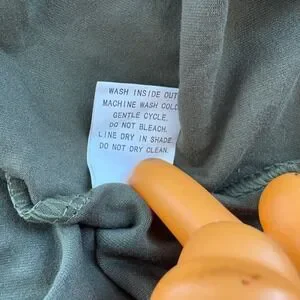 WASH INSIDE OUT
MACHINE WASH COLD
GENTLE CYCLE.
DO NOT BLEACH.
LINE DRY IN SHADE
DO NOT DRY CLEAN.